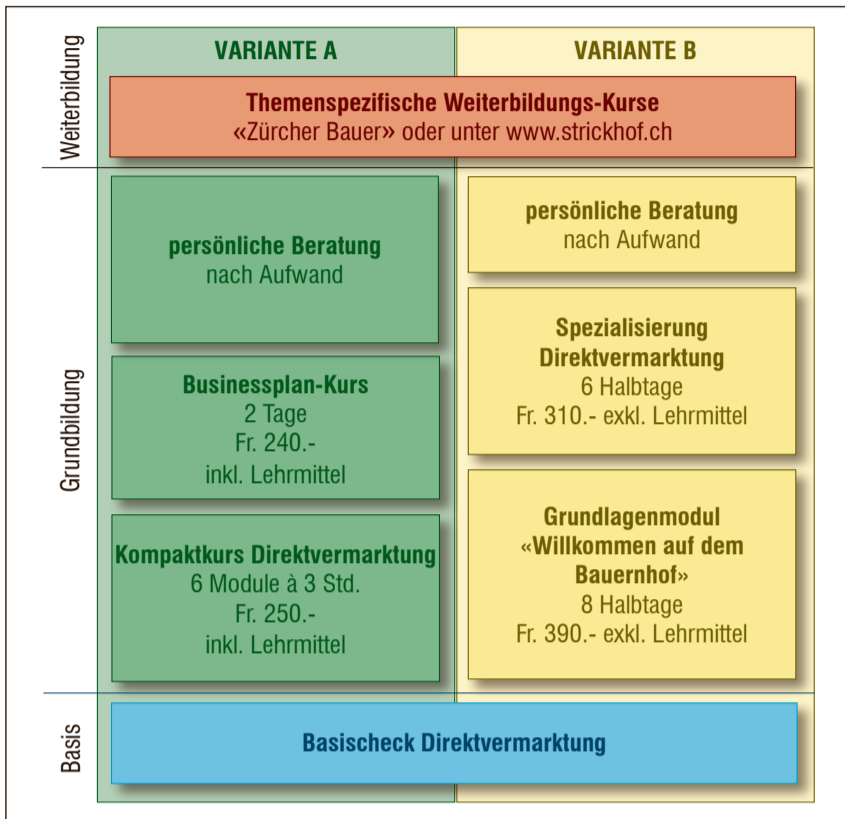 VARIANTE A
VARIANTE B
Weiterbildung
Themenspezifische Weiterbildungs-Kurse
«Zürcher Bauer» oder unter www.strickhof.ch
Grundbildung
persönliche Beratung
nach Aufwand
Businessplan-Kurs
2 Tage
Fr. 240.-
inkl. Lehrmittel
Kompaktkurs Direktvermarktung
6 Module à 3 Std.
Fr. 250.-
inkl. Lehrmittel
persönliche Beratung
nach Aufwand
Spezialisierung
Direktvermarktung
6 Halbtage
Fr. 310.- exkl. Lehrmittel
Grundlagenmodul
«Willkommen auf dem
Bauernhof»
8 Halbtage
Fr. 390.- exkl. Lehrmittel
Basis
Basischeck Direktvermarktung